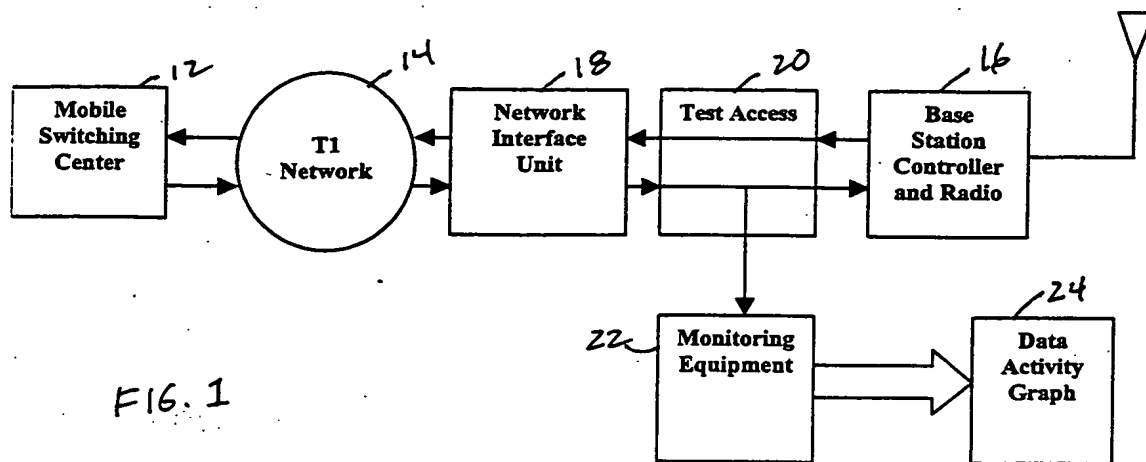 12
Mobile
Switching
Center
14
T1
Network
18
Network
Interface
Unit
20
Test Access
16
Base
Station
Controller
and Radio
22
Monitoring
Equipment
24
Data
Activity
Graph
FIG. 1